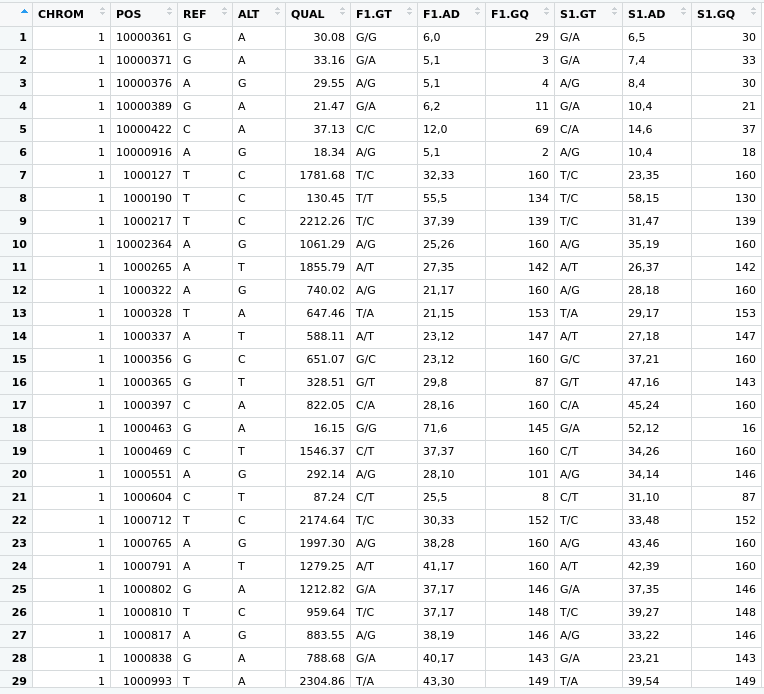 CHROM POS REF ALT QUAL F1.GT F1.AD F1.GQ S1.GT S1.AD S1.GQ
1 1 10000361 G A 30.08 G/G 6,0 29 G/A 6,5 30
2 1 10000371 G A 33.16 G/A 5,1 3 G/A 7,4 33
3 1 10000376 A G 29.55 A/G 5,1 4 A/G 8,4 30
4 1 10000389 G A 21.47 G/A 6,2 11 G/A 10,4 21
5 1 10000422 C A 37.13 C/C 12,0 69 C/A 14,6 37
6 1 10000916 A G 18.34 A/G 5,1 2 A/G 10,4 18
7 1 1000127 T C 1781.68 T/C 32,33 160 T/C 23,35 160
8 1 1000190 T C 130.45 T/T 55,5 134 T/C 58,15 130
9 1 1000217 T C 2212.26 T/C 37,39 139 T/C 31,47 139
10 1 10002364 A G 1061.29 A/G 25,26 160 A/G 35,19 160
11 1 1000265 A T 1855.79 A/T 27,35 142 A/T 26,37 142
12 1 1000322 A G 740.02 A/G 21,17 160 A/G 28,18 160
13 1 1000328 T A 647.46 T/A 21,15 153 T/A 29,17 153
14 1 1000337 A T 588.11 A/T 23,12 147 A/T 27,18 147
15 1 1000356 G C 651.07 G/C 23,12 160 G/C 37,21 160
16 1 1000365 G T 328.51 G/T 29,8 87 G/T 47,16 143
17 1 1000397 C A 822.05 C/A 28,16 160 C/A 45,24 160
18 1 1000463 G A 16.15 G/G 71,6 145 G/A 52,12 16
19 1 1000469 C T 1546.37 C/T 37,37 160 C/T 34,26 160
20 1 1000551 A G 292.14 A/G 28,10 101 A/G 34,14 146
21 1 1000604 C T 87.24 C/T 25,5 8 C/T 31,10 87
22 1 1000712 T C 2174.64 T/C 30,33 152 T/C 33,48 152
23 1 1000765 A G 1997.30 A/G 38,28 160 A/G 43,46 160
24 1 1000791 A T 1279.25 A/T 41,17 160 A/T 42,39 160
25 1 1000802 G A 1212.82 G/A 37,17 146 G/A 37,35 146
26 1 1000810 T C 959.64 T/C 37,17 148 T/C 39,27 148
27 1 1000817 A G 883.55 A/G 38,19 146 A/G 33,22 146
28 1 1000838 G A 788.68 G/A 40,17 143 G/A 23,21 143
29 1 1000993 T A 2304.86 T/A 43,30 149 T/A 39,54 149